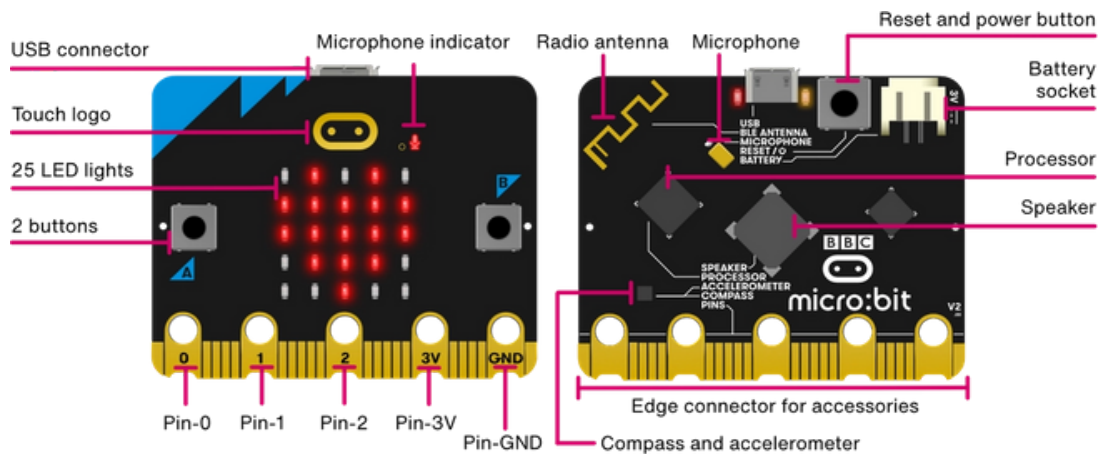 USB connector
Touch logo
25 LED lights
2 buttons
Microphone indicator
A
B
0 1 2 3V GND
Pin-0 Pin-1 Pin-2 Pin-3V
Pin-GND
Radio antenna
Microphone
Reset and power button
Battery
socket
Processor
Speaker
3V
USB
BLE ANTENNA
MICROPHONE
RESET /
BATTERY
SPEAKER
PROCESSOR
ACCELEROMETER
COMPASS
PINS
BBC
micro:bit
V2
Edge connector for accessories
Compass and accelerometer